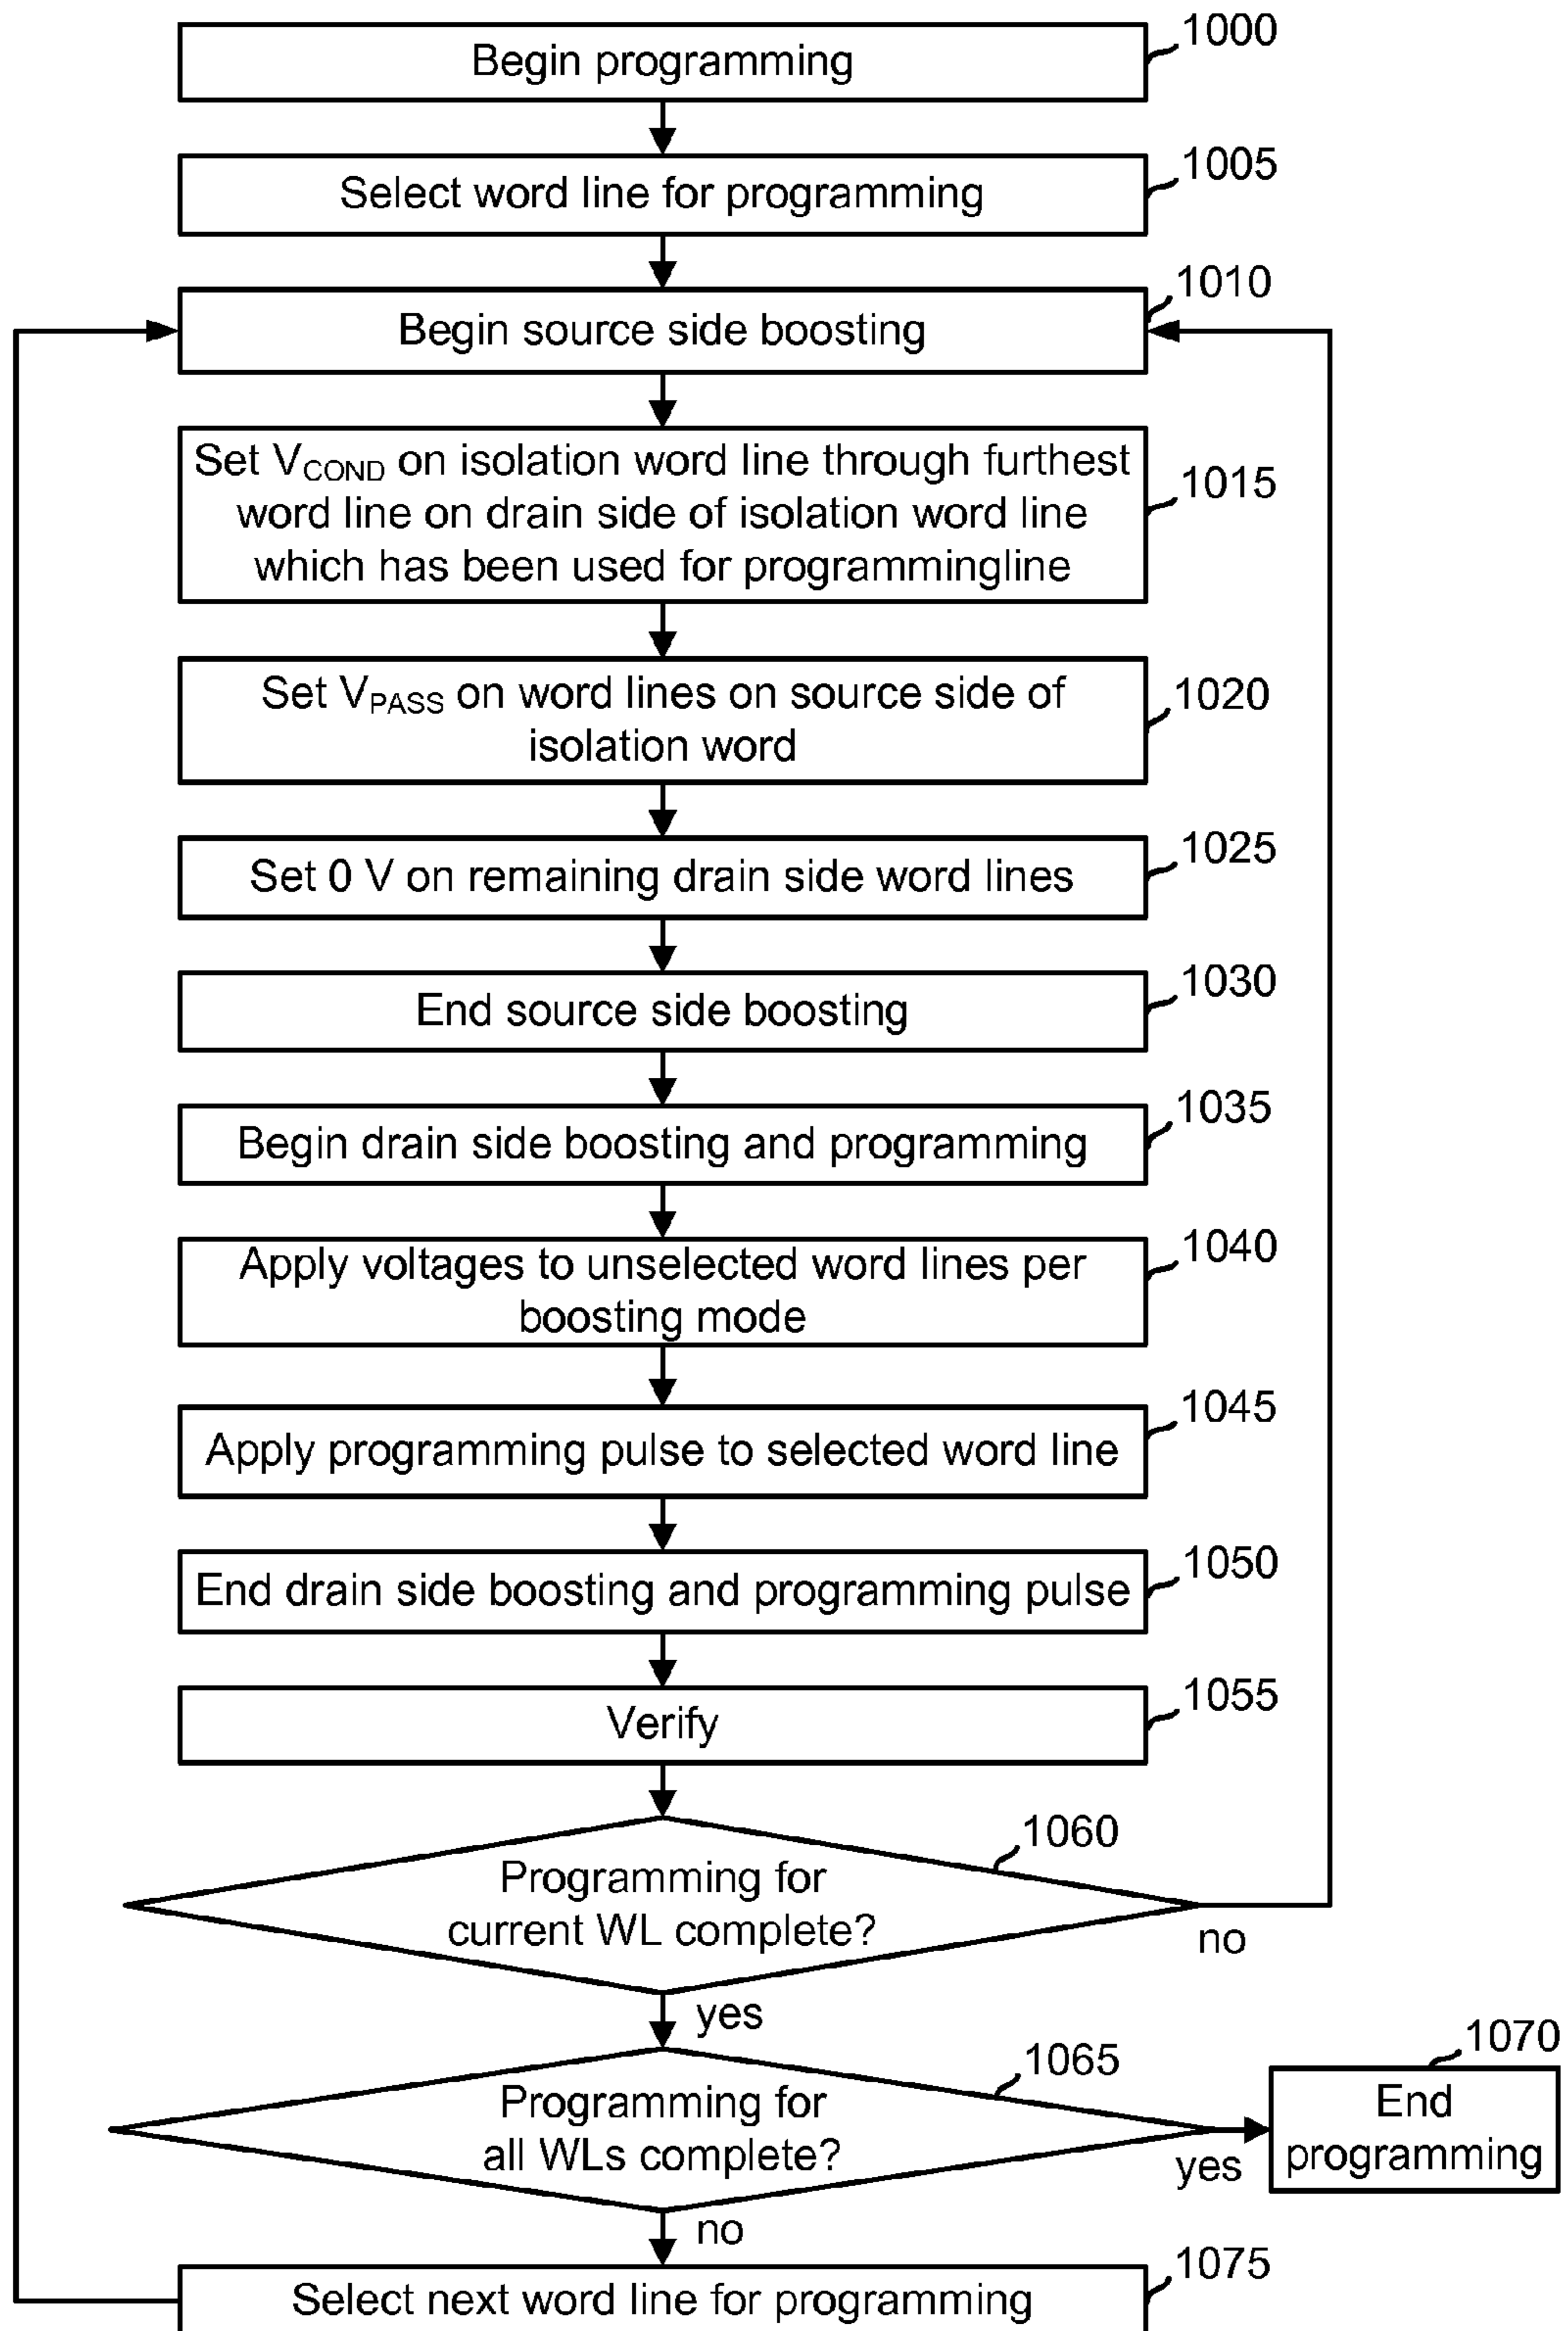 1000
Begin programming
1005
Select word line for programming
1010
Begin source side boosting
Set VCOND on isolation word line through furthest
word line on drain side of isolation word line
which has been used for programmingline
1015
Set VPASS on word lines on source side of
isolation word
1020
Set 0 V on remaining drain side word lines
1025
End source side boosting
1030
Begin drain side boosting and programming
1035
Apply voltages to unselected word lines per
boosting mode
1040
Apply programming pulse to selected word line
1045
End drain side boosting and programming pulse
1050
Verify
1055
Programming for
current WL complete?
1060
no
yes
Programming for
all WLs complete?
1065
yes
1070
End
programming
no
Select next word line for programming
1075